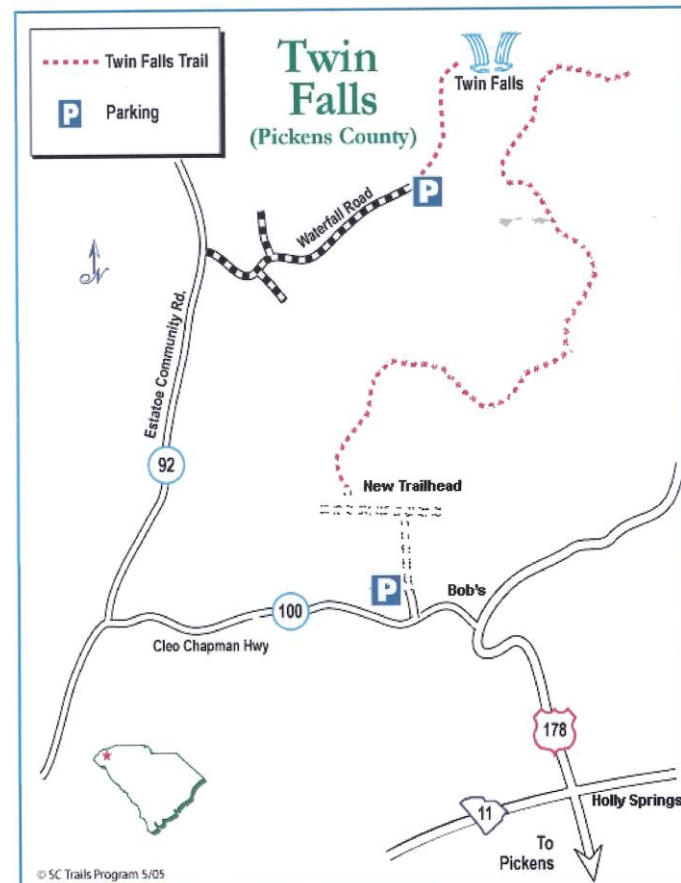 Twin Falls Trail
P
Parking
Twin
Falls
(Pickens County)
Twin Falls
P
Waterfall Road
N
Estatoe Community Rd.
92
New Trailhead
P
Bob's
100
Cleo Chapman Hwy
178
Holly Springs
11
To
Pickens
© SC Trails Program 5/05